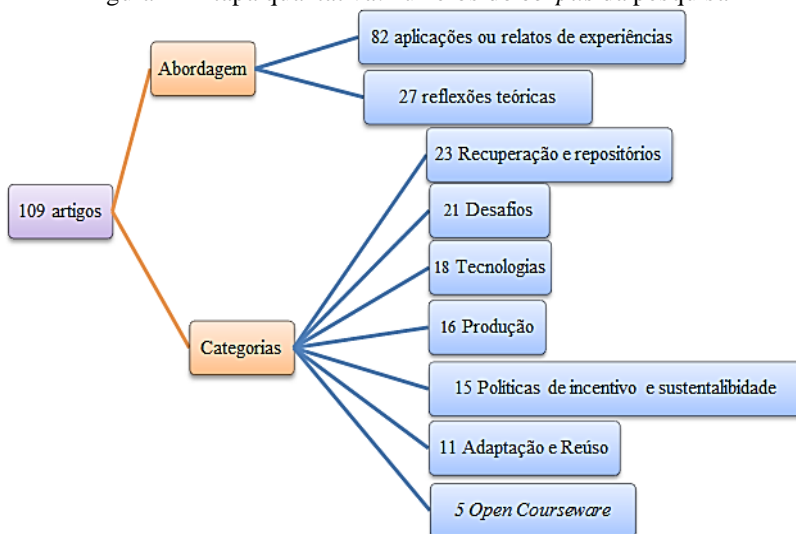 82 aplicações ou relatos de experiências
Abordagem
27 reflexões teóricas
23 Recuperação e repositórios
109 artigos
21 Desafios
18 Tecnologias
16 Produção
Categorias
15 Políticas de incentivo e sustentalibidade
11 Adaptação e Reúso
5 Open Courseware